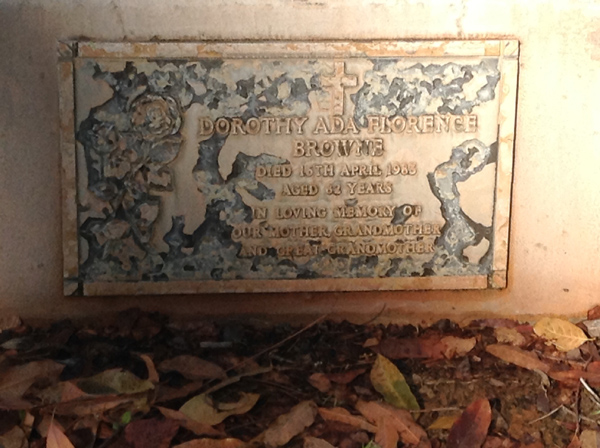 DOROTHY ADA FLORENCE
BROWNE
DIED 15TH APRIL 1983
AGED 82 YEARS
IN LOVING MEMORY OF
OUR MOTHER, GRANDMOTHER
AND GREAT GRANDMOTHER